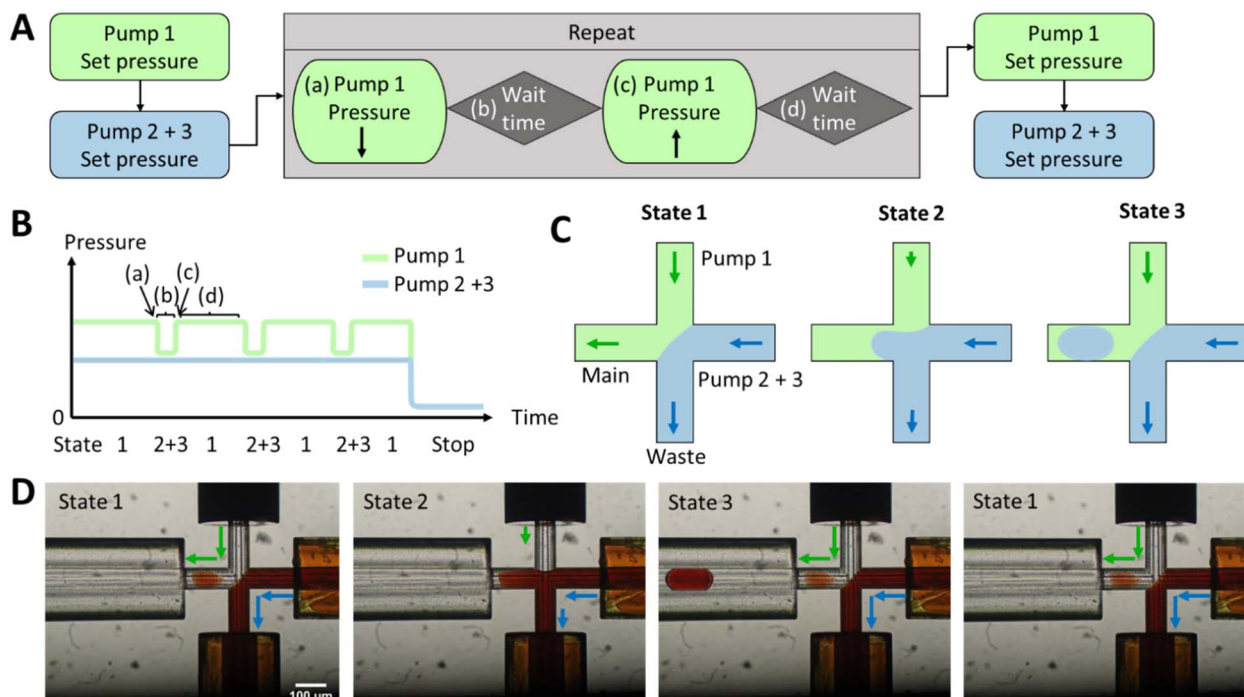 A
Pump 1
Set pressure
Pump 2 + 3
Set pressure
Repeat
(a) Pump 1
Pressure
(b) Wait
time
(c) Pump 1
Pressure
(d) Wait
time
Pump 1
Set pressure
Pump 2 + 3
Set pressure
B
Pressure
(a)
(b)
(c)
(d)
Pump 1
Pump 2 +3
0
Time
State 1 2+3 1 2+3 1 2+3 1 Stop
C
State 1
State 2
State 3
Pump 1
Main
Pump 2 + 3
Waste
D
State 1
State 2
State 3
State 1
100 µm